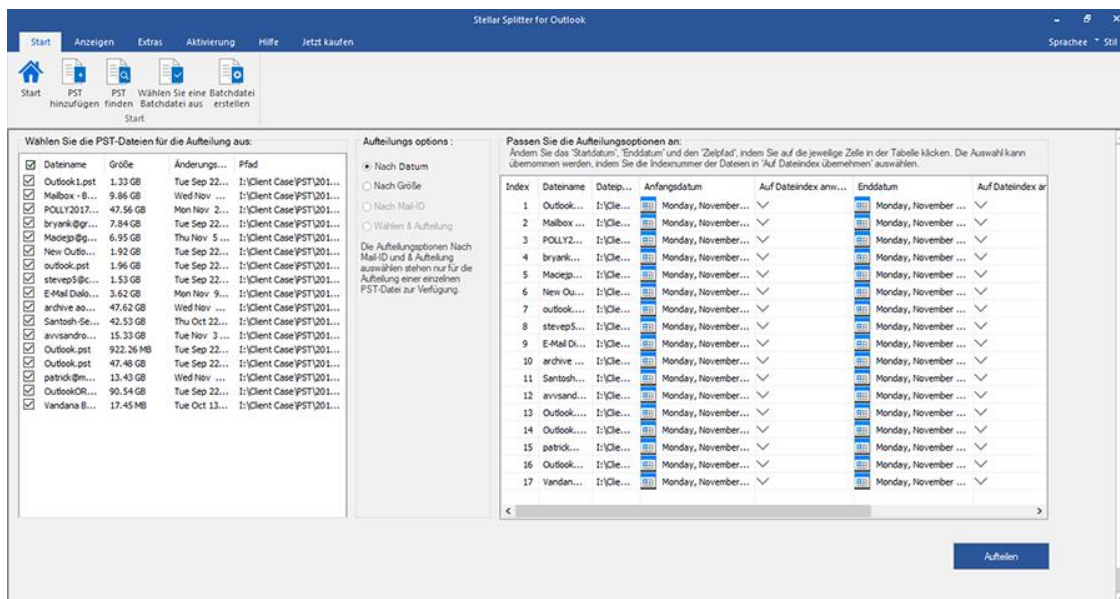 Stellar Splitter for Outlook
Start Anzeigen Extras Aktivierung Hilfe Jetzt kaufen Sprachee Stil
Start PST hinzufügen PST finden Wählen Sie eine Batchdatei aus Batchdatei erstellen
Start
Wählen Sie die PST-Dateien für die Aufteilung aus:
Dateiname Größe Änderungs... Pfad
Outlook1.pst 1.33 GB Tue Sep 22... I:\Client Case\PST\201...
Mailbox - B... 9.86 GB Wed Nov ... I:\Client Case\PST\201...
POLLY2017... 47.56 GB Mon Nov 2... I:\Client Case\PST\201...
bryank@gr... 7.84 GB Tue Sep 22... I:\Client Case\PST\201...
Maciejp@g... 6.95 GB Thu Nov 5 ... I:\Client Case\PST\201...
New Outlo... 1.92 GB Tue Sep 22... I:\Client Case\PST\201...
outlook.pst 1.96 GB Tue Sep 22... I:\Client Case\PST\201...
stevep5@c... 1.53 GB Tue Sep 22... I:\Client Case\PST\201...
E-Mail Dialo... 3.62 GB Mon Nov 9... I:\Client Case\PST\201...
archive ao... 47.62 GB Wed Nov ... I:\Client Case\PST\201...
Santosh-Se... 42.53 GB Thu Oct 22... I:\Client Case\PST\201...
avvsandro... 15.33 GB Tue Nov 3 ... I:\Client Case\PST\201...
Outlook.pst 922.26 MB Tue Sep 22... I:\Client Case\PST\201...
Outlook.pst 47.48 GB Tue Sep 22... I:\Client Case\PST\201...
patrick@m... 13.43 GB Wed Nov ... I:\Client Case\PST\201...
OutlookOR... 90.54 GB Tue Sep 22... I:\Client Case\PST\201...
Vandana B... 17.45 MB Tue Oct 13... I:\Client Case\PST\201...
Aufteilungs options :
Nach Datum
Nach Größe
Nach Mail-ID
Wählen & Aufteilung
Die Aufteilungsoptionen Nach
Mail-ID und & Aufteilung
auswählen stehen nur für die
Aufteilung einer einzelnen
PST-Datei zur Verfügung.
Passen Sie die Aufteilungsoptionen an:
Ändern Sie das 'Startdatum', 'Enddatum' und den 'Zielpfad', indem Sie auf die jeweilige Zelle in der Tabelle klicken. Die Auswahl kann
übernommen werden, indem Sie die Indexnummer der Dateien in 'Auf Dateiindex übernehmen' auswählen.
Index Dateiname Dateip... Anfangsdatum Auf Dateiindex anw... Enddatum Auf Dateiindex ar
1 Outlook... I:\Clie... Monday, November... Monday, November ...
2 Mailbox ... I:\Clie... Monday, November... Monday, November ...
3 POLLY2... I:\Clie... Monday, November... Monday, November ...
4 bryank... I:\Clie... Monday, November... Monday, November ...
5 Maciejp... I:\Clie... Monday, November... Monday, November ...
6 New Ou... I:\Clie... Monday, November... Monday, November ...
7 outlook.... I:\Clie... Monday, November... Monday, November ...
8 stevep5... I:\Clie... Monday, November... Monday, November ...
9 E-Mail Di... I:\Clie... Monday, November... Monday, November ...
10 archive ... I:\Clie... Monday, November... Monday, November ...
11 Santosh... I:\Clie... Monday, November... Monday, November ...
12 avvsand... I:\Clie... Monday, November... Monday, November ...
13 Outlook.... I:\Clie... Monday, November... Monday, November ...
14 Outlook.... I:\Clie... Monday, November... Monday, November ...
15 patrick... I:\Clie... Monday, November... Monday, November ...
16 Outlook... I:\Clie... Monday, November... Monday, November ...
17 Vandan... I:\Clie... Monday, November... Monday, November ...
Aufteilen